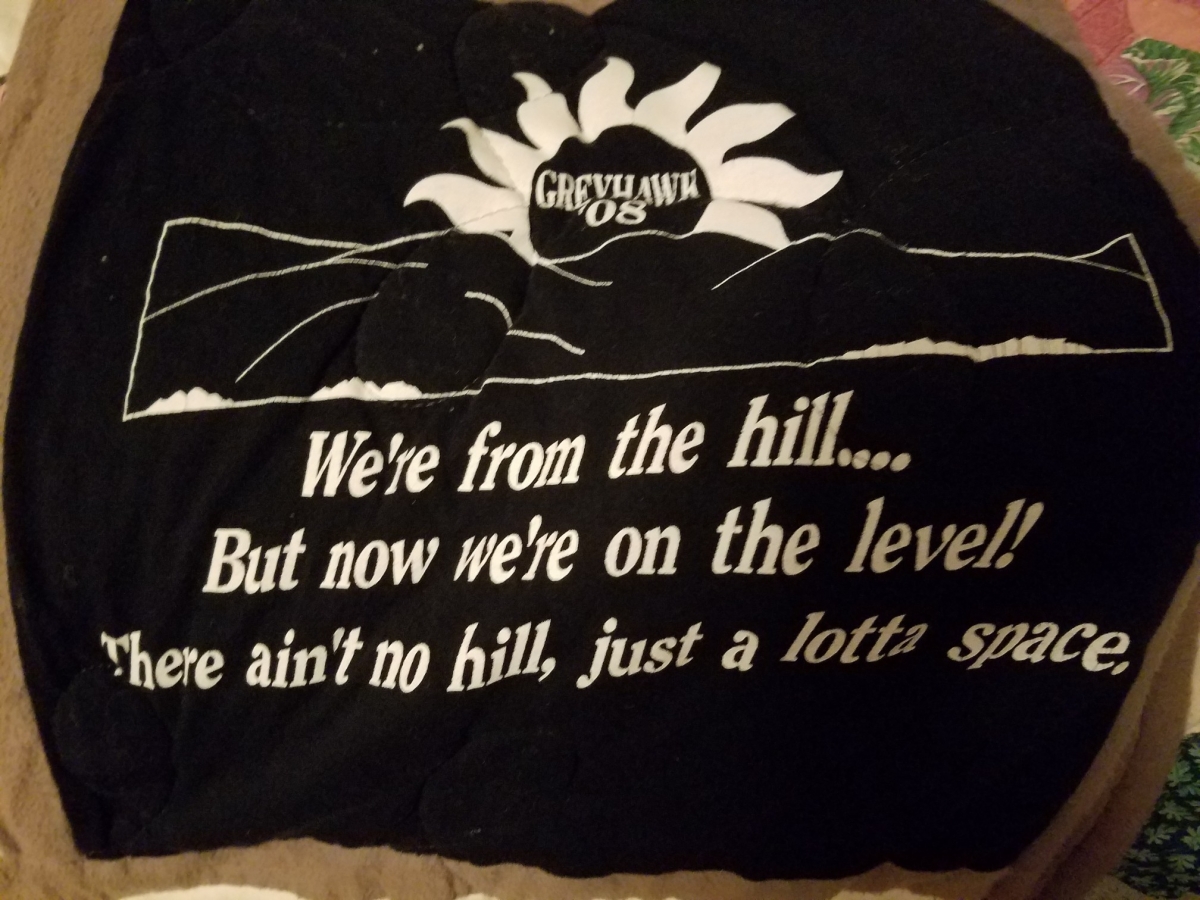 GREYHAWK
'08
We're from the hill....
But now we're on the level!
There ain't no hill, just a lotta space,